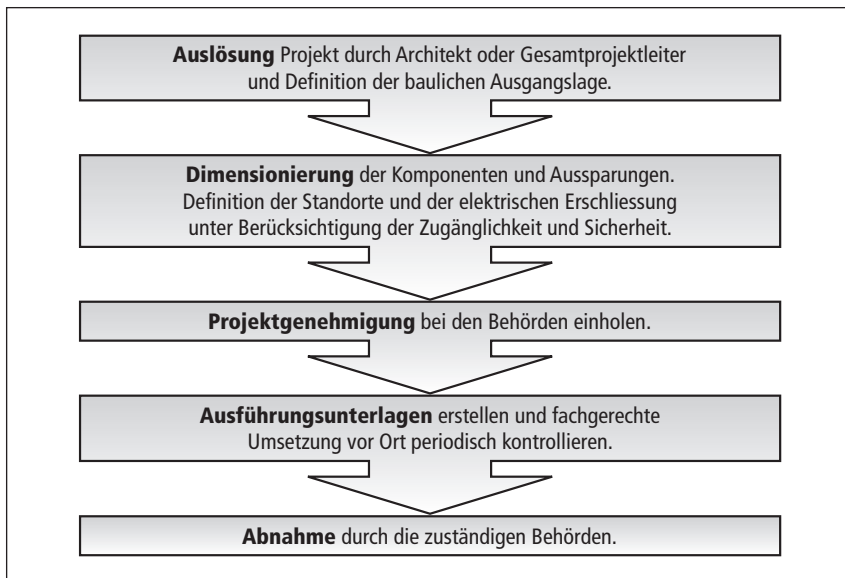 Auslösung Projekt durch Architekt oder Gesamtprojektleiter
und Definition der baulichen Ausgangslage.
Dimensionierung der Komponenten und Aussparungen.
Definition der Standorte und der elektrischen Erschliessung
unter Berücksichtigung der Zugänglichkeit und Sicherheit.
Projektgenehmigung bei den Behörden einholen.
Ausführungsunterlagen erstellen und fachgerechte
Umsetzung vor Ort periodisch kontrollieren.
Abnahme durch die zuständigen Behörden.